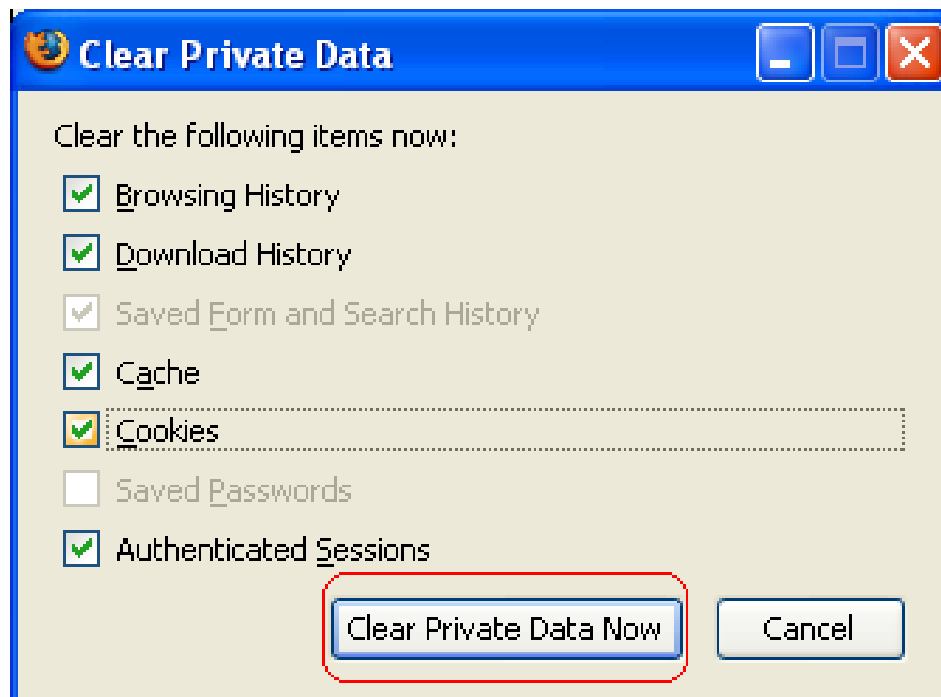 Clear Private Data
Clear the following items now:
Browsing History
Download History
Saved Form and Search History
Cache
Cookies
Saved Passwords
Authenticated Sessions
Clear Private Data Now
Cancel